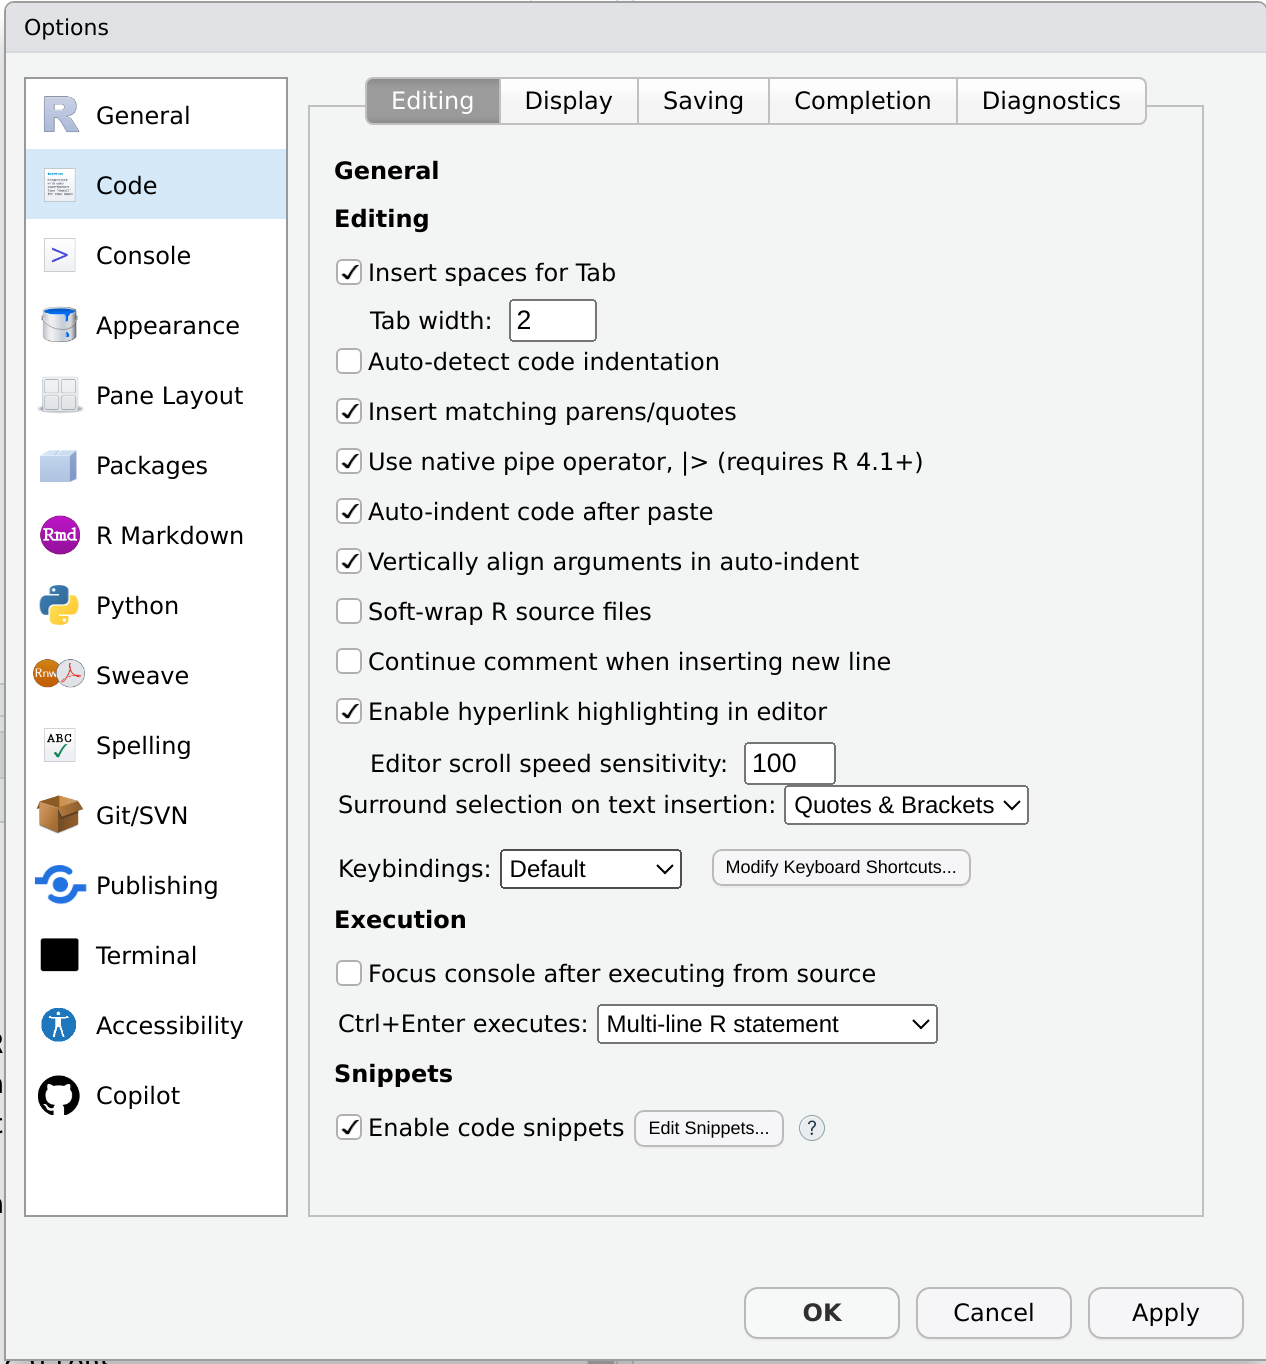 Options
General
Code
Console
Appearance
Pane Layout
Packages
R Markdown
Python
Sweave
Spelling
Git/SVN
Publishing
Terminal
Accessibility
Copilot
R
>
Rmd
Rnw
ABC
Editing Display Saving Completion Diagnostics
General
Editing
Insert spaces for Tab
Tab width: 2
Auto-detect code indentation
Insert matching parens/quotes
Use native pipe operator, |> (requires R 4.1+)
Auto-indent code after paste
Vertically align arguments in auto-indent
Soft-wrap R source files
Continue comment when inserting new line
Enable hyperlink highlighting in editor
Editor scroll speed sensitivity: 100
Surround selection on text insertion: Quotes & Brackets
Keybindings: Default Modify Keyboard Shortcuts...
Execution
Focus console after executing from source
Ctrl+Enter executes: Multi-line R statement
Snippets
Enable code snippets Edit Snippets... ?
OK Cancel Apply